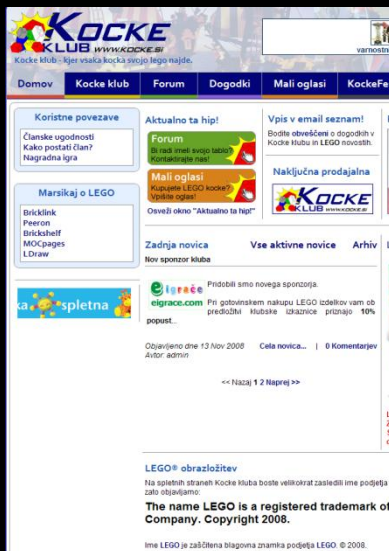 KOCKE
KLUB WWW.KOCKE.SI
Kocke klub - kjer vsaka kocka svojo lego najde.
varnostn
Domov Kocke klub Forum Dogodki Mali oglasi KockeFe
Koristne povezave
Članske ugodnosti
Kako postati član?
Nagradna igra
Marsikaj o LEGO
Bricklink
Peeron
Brickshelf
MOCpages
LDraw
ka spletna
Aktualno ta hip!
Forum
Bi radi imeli svojo tablo?
Kontaktirajte nas!
Mali oglasi
Kupujete LEGO kocke?
Vpišite oglas!
Osveži okno "Aktualno ta hip!"
Vpis v email seznam!
Bodite obveščeni o dogodkih v
Kocke klubu in LEGO novostih.
Naključna prodajalna
KOCKE
KLUB WWW.KOCKE.SI
Zadnja novica Vse aktivne novice Arhiv
Nov sponzor kluba
eigrače
eigrace.com
Pridobili smo novega sponzorja.
Pri gotovinskem nakupu LEGO izdelkov vam ob
predložitvi klubske izkaznice priznajo 10%
popust...
Objavljeno dne 13 Nov 2008 Cela novica... | 0 Komentarjev
Avtor: admin
<< Nazaj 1 2 Naprej >>
LEGO® obrazložitev
Na spletnih straneh Kocke kluba boste velikokrat zasledili ime podjetja
zato objavljamo:
The name LEGO is a registered trademark of
Company. Copyright 2008.
Ime LEGO je zaščitena blagovna znamka podjetja LEGO. © 2008.